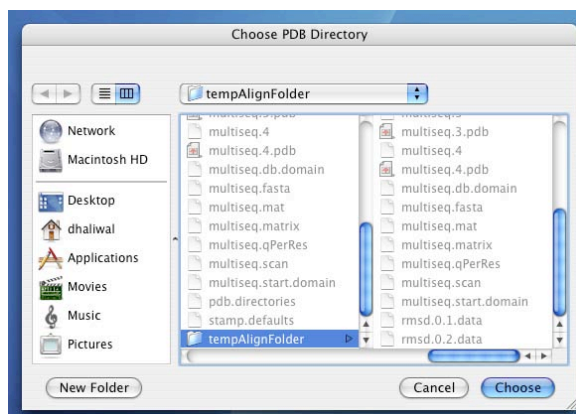 Choose PDB Directory
tempAlignFolder
Network
Macintosh HD
Desktop
dhaliwal
Applications
Movies
Music
Pictures
multiseq.4
multiseq.4.pdb
multiseq.db.domain
multiseq.fasta
multiseq.mat
multiseq.matrix
multiseq.qPerRes
multiseq.scan
multiseq.start.domain
pdb.directories
stamp.defaults
tempAlignFolder
multiseq.3.pdb
multiseq.4
multiseq.4.pdb
multiseq.db.domain
multiseq.fasta
multiseq.mat
multiseq.matrix
multiseq.qPerRes
multiseq.scan
multiseq.start.domain
rmsd.0.1.data
rmsd.0.2.data
New Folder
Cancel
Choose